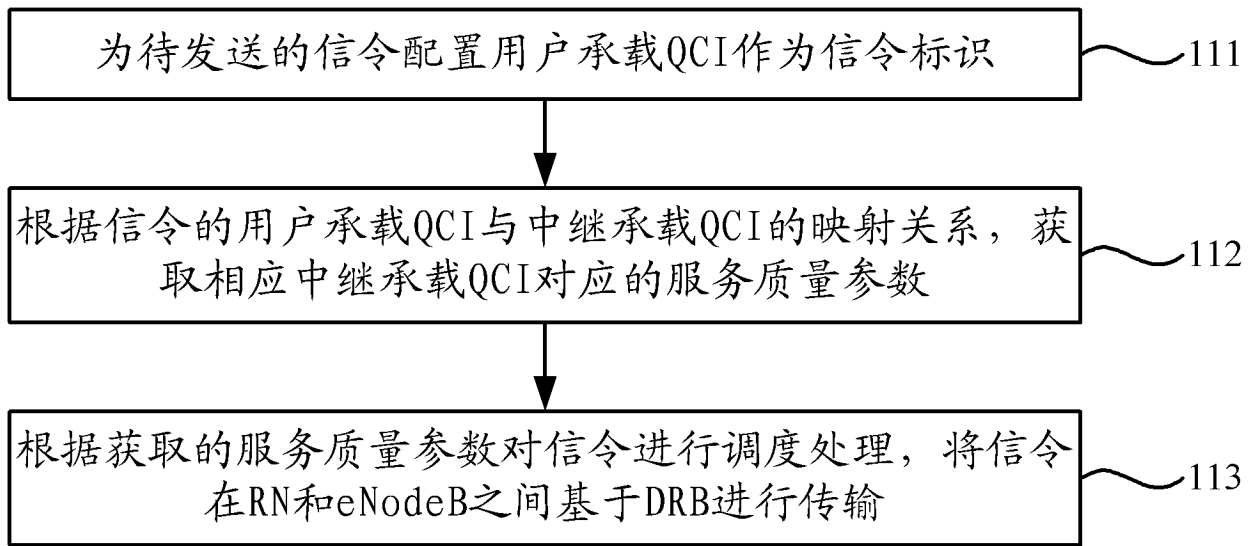 为待发送的信令配置用户承载QCI作为信令标识
111
根据信令的用户承载QCI与中继承载QCI的映射关系，获
取相应中继承载QCI对应的服务质量参数
112
根据获取的服务质量参数对信令进行调度处理，将信令
在RN和eNodeB之间基于DRB进行传输
113